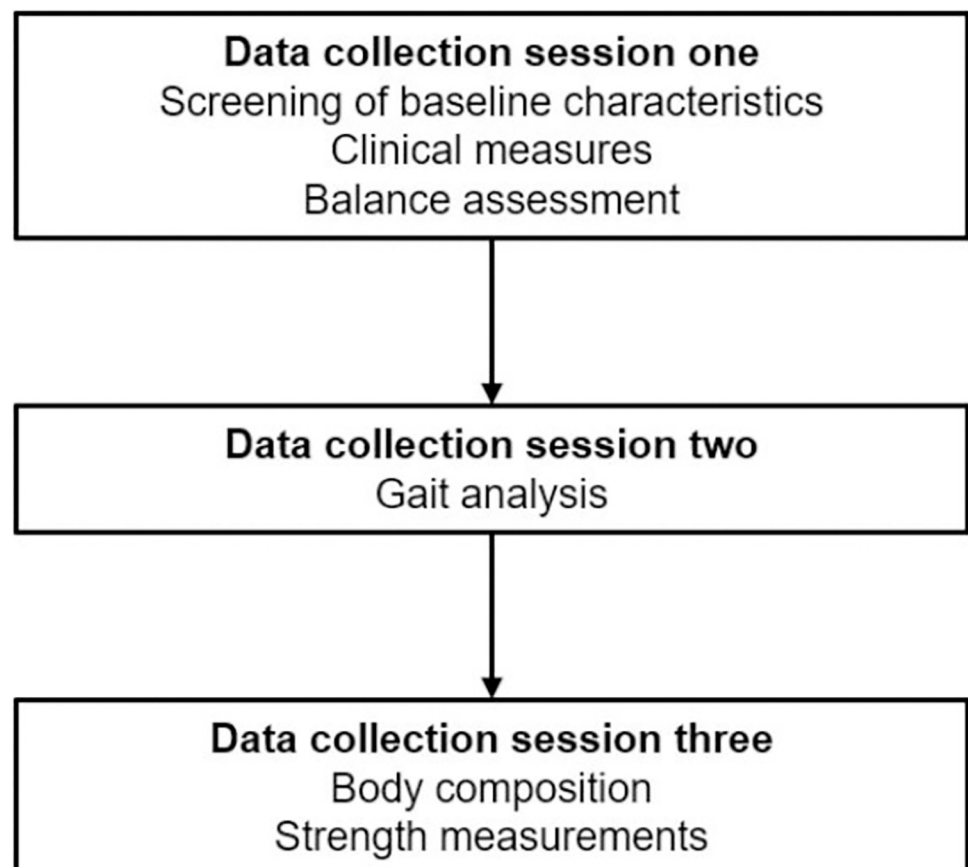 Data collection session one
Screening of baseline characteristics
Clinical measures
Balance assessment
Data collection session two
Gait analysis
Data collection session three
Body composition
Strength measurements